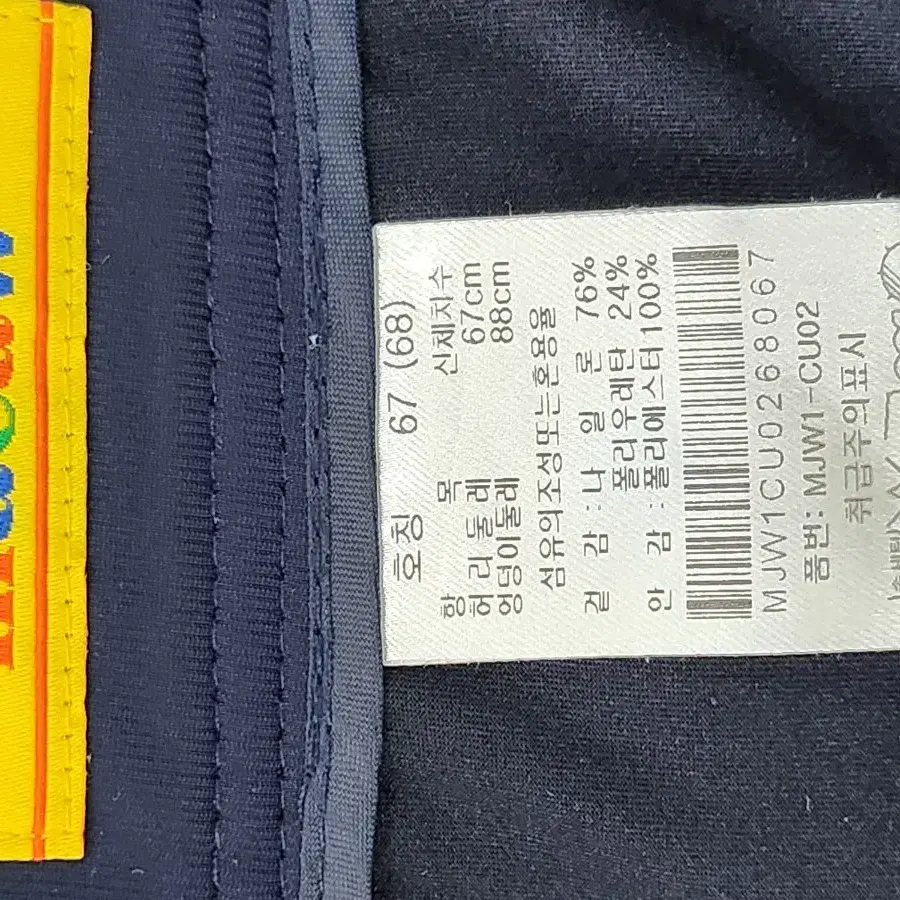 호칭 67 (68)
항 목 신체치수
허리둘레 67cm
엉덩이둘레 88cm
섬유의조성또는혼용율
겉 감 : 나 일 론 76%
폴리우레탄 24%
안 감 : 폴리에스터 100%
MJW1CU0268067
품번: MJW1-CU02
취급주의표시